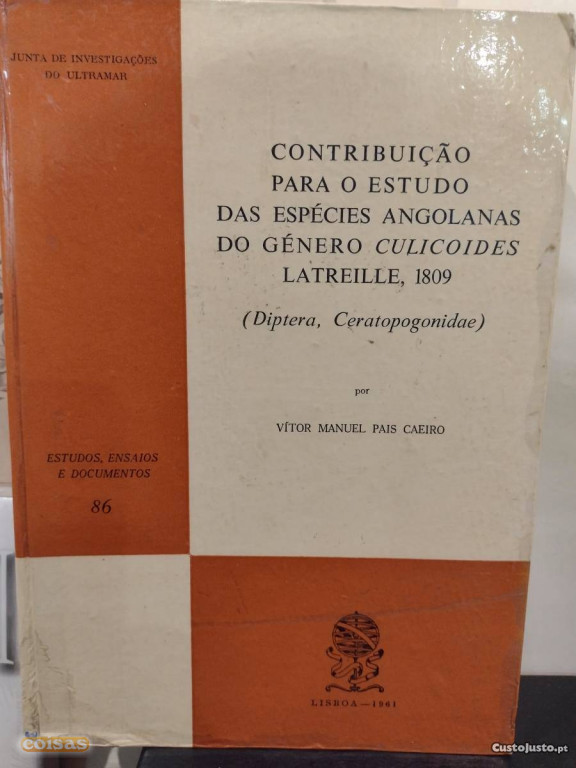 JUNTA DE INVESTIGAÇÕES
DO ULTRAMAR
CONTRIBUIÇÃO
PARA O ESTUDO
DAS ESPÉCIES ANGOLANAS
DO GÉNERO CULICOIDES
LATREILLE, 1809
(Diptera, Ceratopogonidae)
por
VÍTOR MANUEL PAIS CAEIRO
ESTUDOS, ENSAIOS
E DOCUMENTOS
86
LISBOA — 1961
coisas
CustoJusto.pt